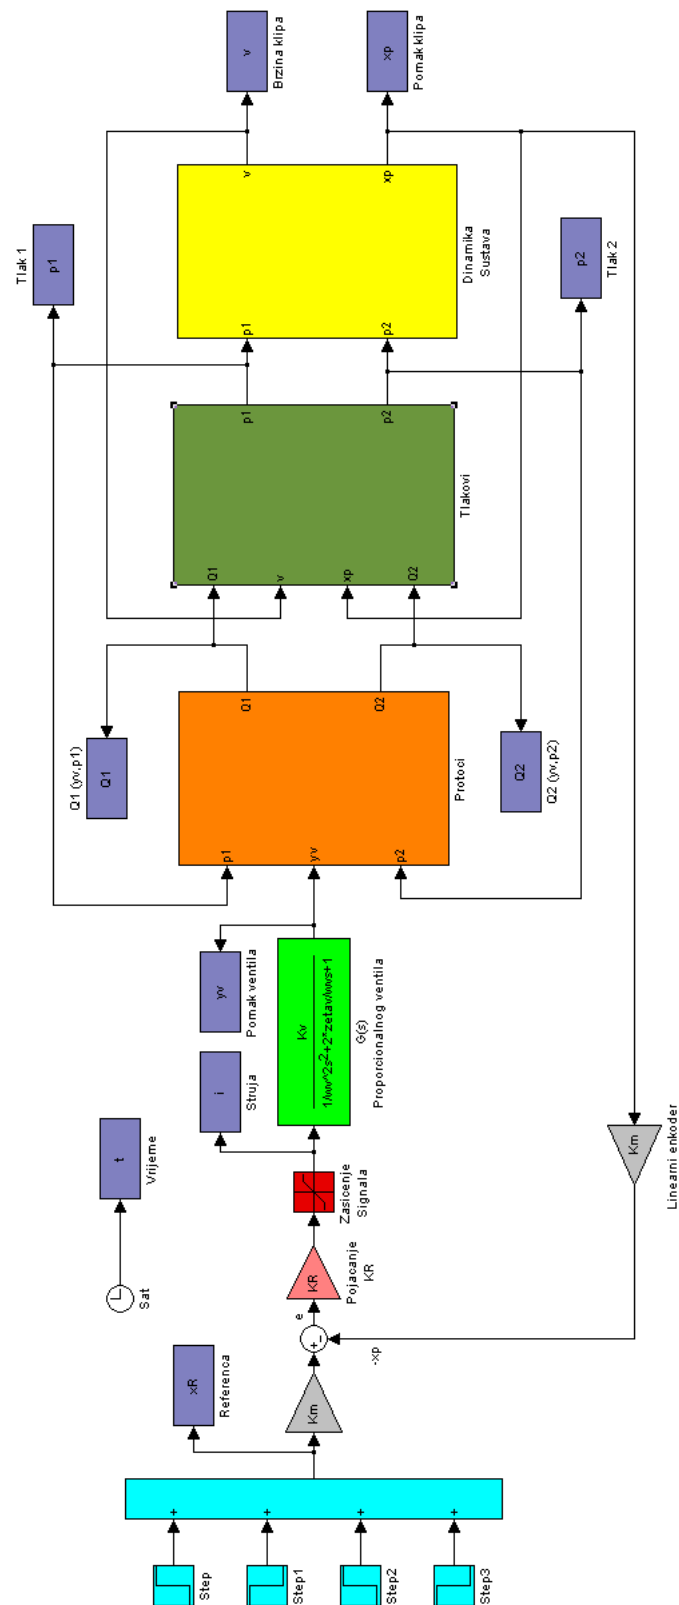 Step
Step1
Step2
Step3
+
+
+
+
xR
Referenca
Km
+
-
e
-xp
KR
Pojacanje
KR
Zasicenje
Signala
Sat
t
Vrijeme
i
Struja
Kv
1/wv^2s²+2*zetav/wvs+1
G(s)
Proporcionalnog ventila
yv
Pomak ventila
p1
yv
p2
Q1
Q2
Protoci
Q1
Q1 (yv,p1)
Q2
Q2 (yv,p2)
Q1
v
xp
Q2
p1
p2
Tlakovi
Tlak 1
p1
p2
Tlak 2
p1
p2
v
xp
Dinamika
Sustava
v
Brzina klipa
xp
Pomak klipa
Km
Linearni enkoder